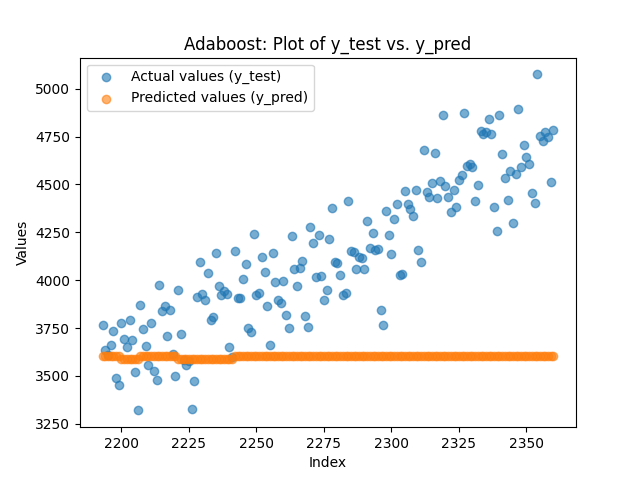 Adaboost: Plot of y_test vs. y_pred
Actual values (y_test)
Predicted values (y_pred)
5000
4750
4500
4250
4000
3750
3500
3250
Values
2200 2225 2250 2275 2300 2325 2350
Index